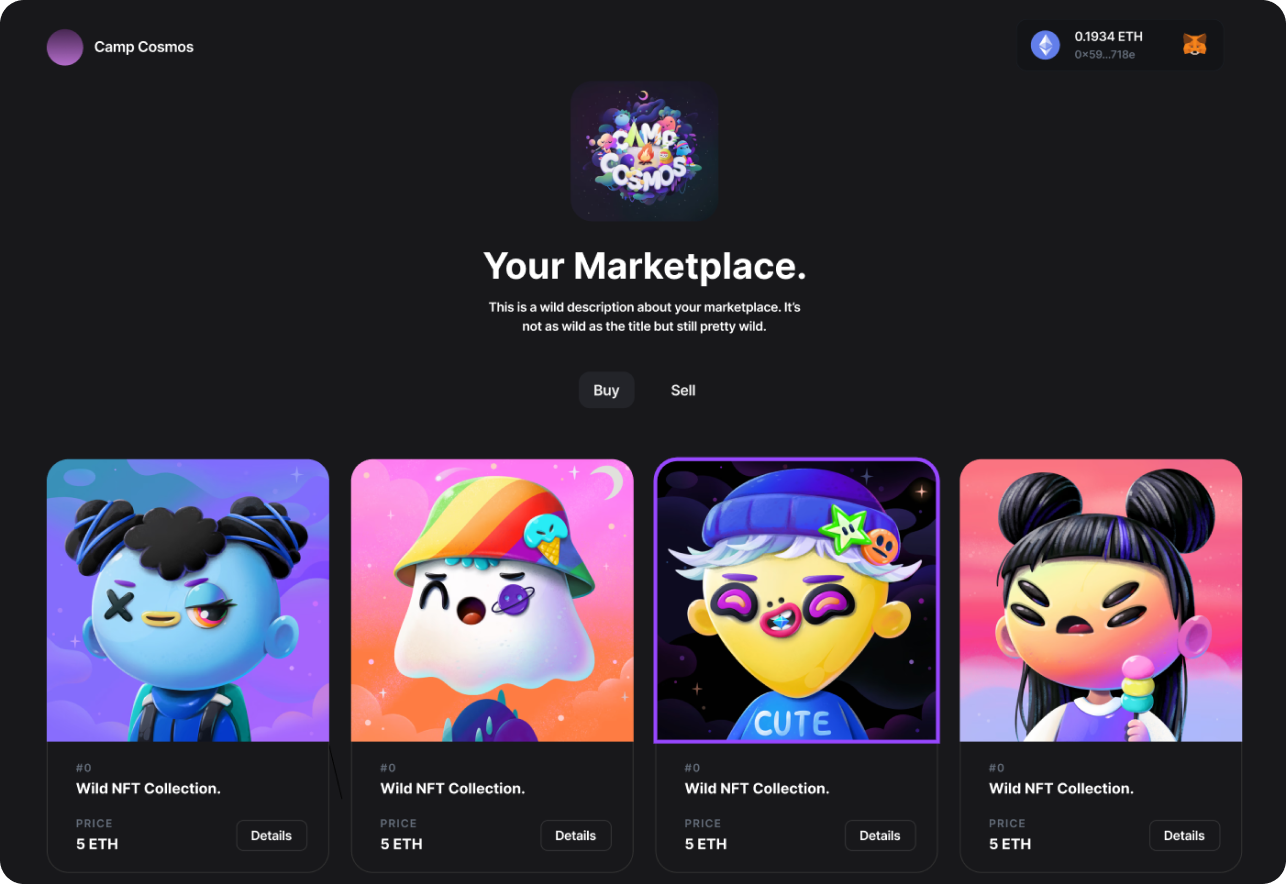 Camp Cosmos
0.1934 ETH
0×59...718e
CAMP
COSMOS
Your Marketplace.
This is a wild description about your marketplace. It's
not as wild as the title but still pretty wild.
Buy
Sell
CUTE
#0
Wild NFT Collection.
PRICE
5 ETH
Details
#0
Wild NFT Collection.
PRICE
5 ETH
Details
#0
Wild NFT Collection.
PRICE
5 ETH
Details
#0
Wild NFT Collection.
PRICE
5 ETH
Details